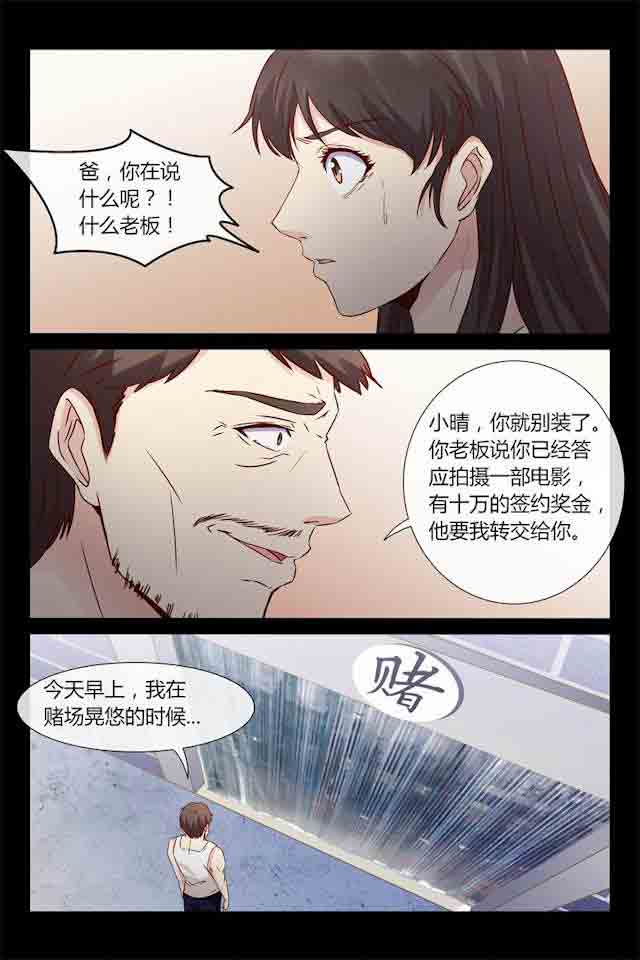 爸，你在说
什么呢？！
什么老板！
小晴，你就别装了。
你老板说你已经答
应拍摄一部电影，
有十万的签约奖金，
他要我转交给你。
赌
今天早上，我在
赌场晃悠的时候...